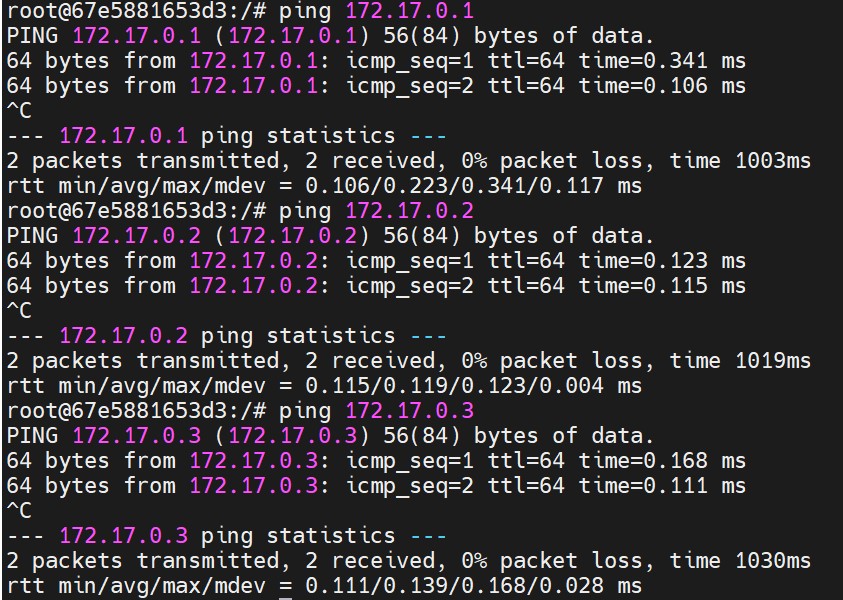 root@67e5881653d3:/# ping 172.17.0.1
PING 172.17.0.1 (172.17.0.1) 56(84) bytes of data.
64 bytes from 172.17.0.1: icmp_seq=1 ttl=64 time=0.341 ms
64 bytes from 172.17.0.1: icmp_seq=2 ttl=64 time=0.106 ms
^C
--- 172.17.0.1 ping statistics ---
2 packets transmitted, 2 received, 0% packet loss, time 1003ms
rtt min/avg/max/mdev = 0.106/0.223/0.341/0.117 ms
root@67e5881653d3:/# ping 172.17.0.2
PING 172.17.0.2 (172.17.0.2) 56(84) bytes of data.
64 bytes from 172.17.0.2: icmp_seq=1 ttl=64 time=0.123 ms
64 bytes from 172.17.0.2: icmp_seq=2 ttl=64 time=0.115 ms
^C
--- 172.17.0.2 ping statistics ---
2 packets transmitted, 2 received, 0% packet loss, time 1019ms
rtt min/avg/max/mdev = 0.115/0.119/0.123/0.004 ms
root@67e5881653d3:/# ping 172.17.0.3
PING 172.17.0.3 (172.17.0.3) 56(84) bytes of data.
64 bytes from 172.17.0.3: icmp_seq=1 ttl=64 time=0.168 ms
64 bytes from 172.17.0.3: icmp_seq=2 ttl=64 time=0.111 ms
^C
--- 172.17.0.3 ping statistics ---
2 packets transmitted, 2 received, 0% packet loss, time 1030ms
rtt min/avg/max/mdev = 0.111/0.139/0.168/0.028 ms